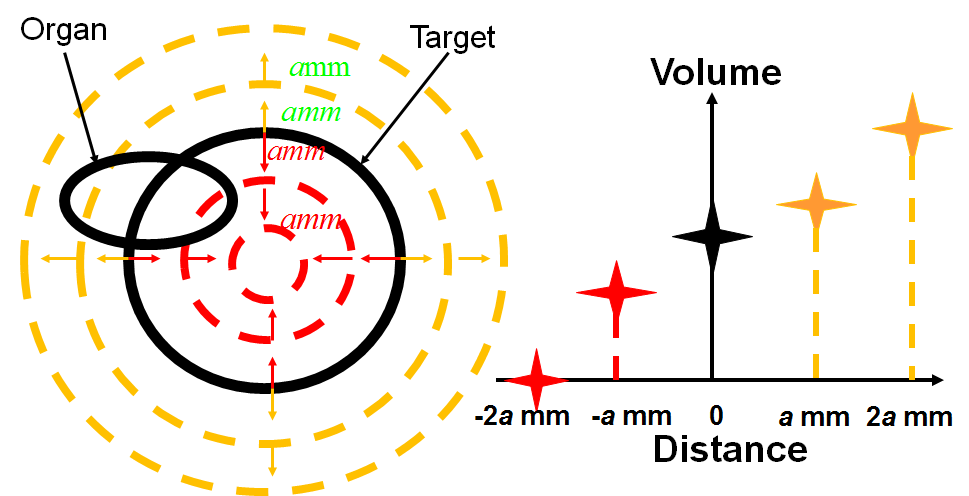 Organ
Target
amm
amm
amm
amm
Volume
-2a mm
-a mm
0
a mm
2a mm
Distance